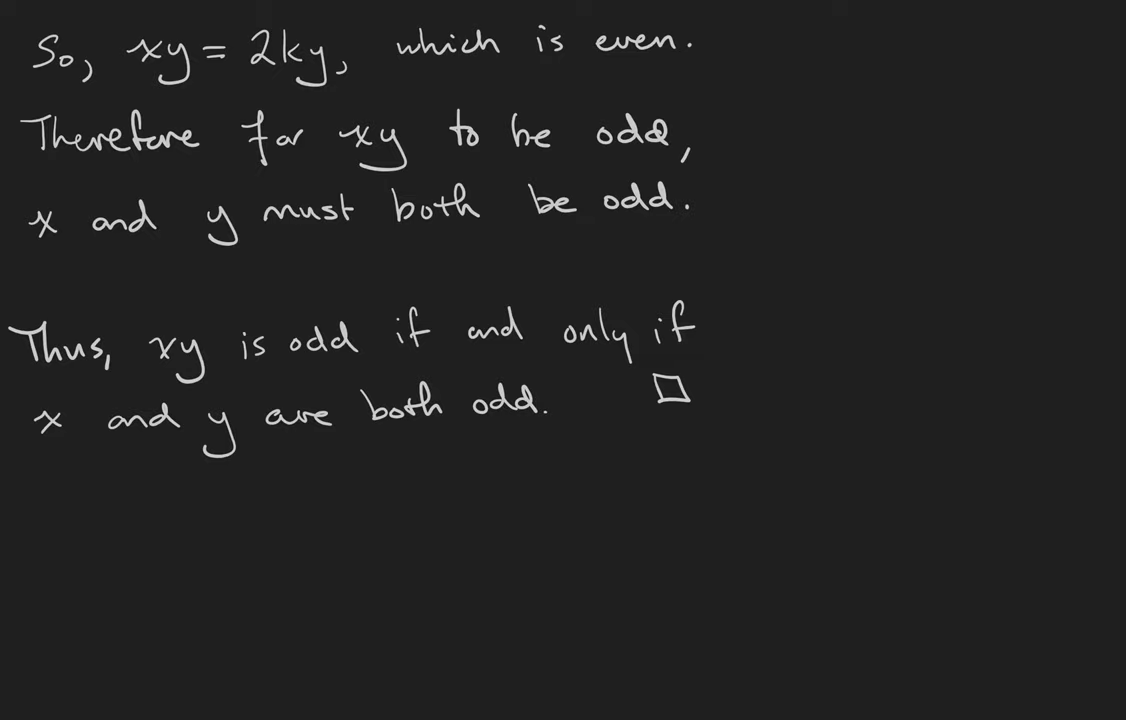 So, xy = 2ky, which is even.
Therefore for xy to be odd,
x and y must both be odd.
Thus, xy is odd if and only if
x and y are both odd. □